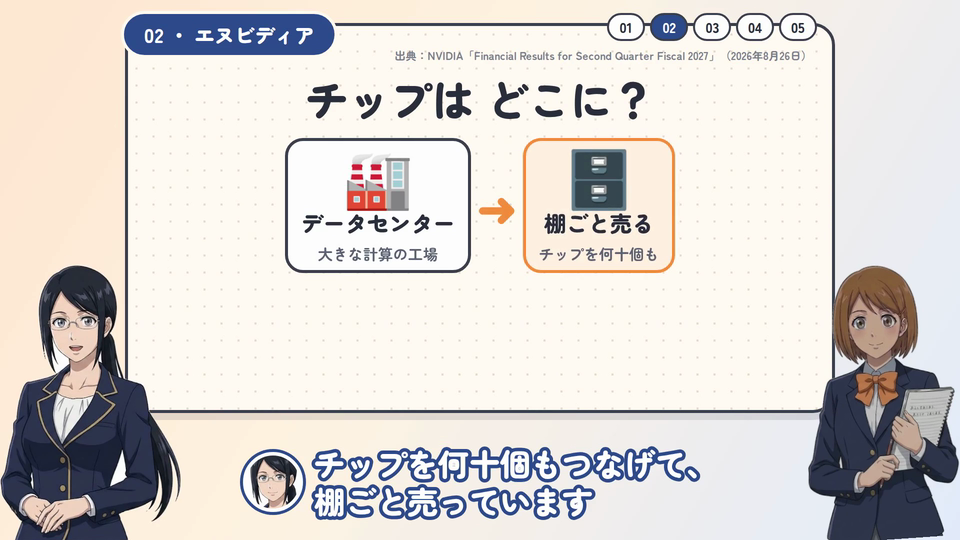 02 ・ エヌビディア
01 02 03 04 05
出典：NVIDIA「Financial Results for Second Quarter Fiscal 2027」（2026年8月26日）
チップは どこに？
データセンター
大きな計算の工場
棚ごと売る
チップを何十個も
チップを何十個もつなげて、
棚ごと売っています